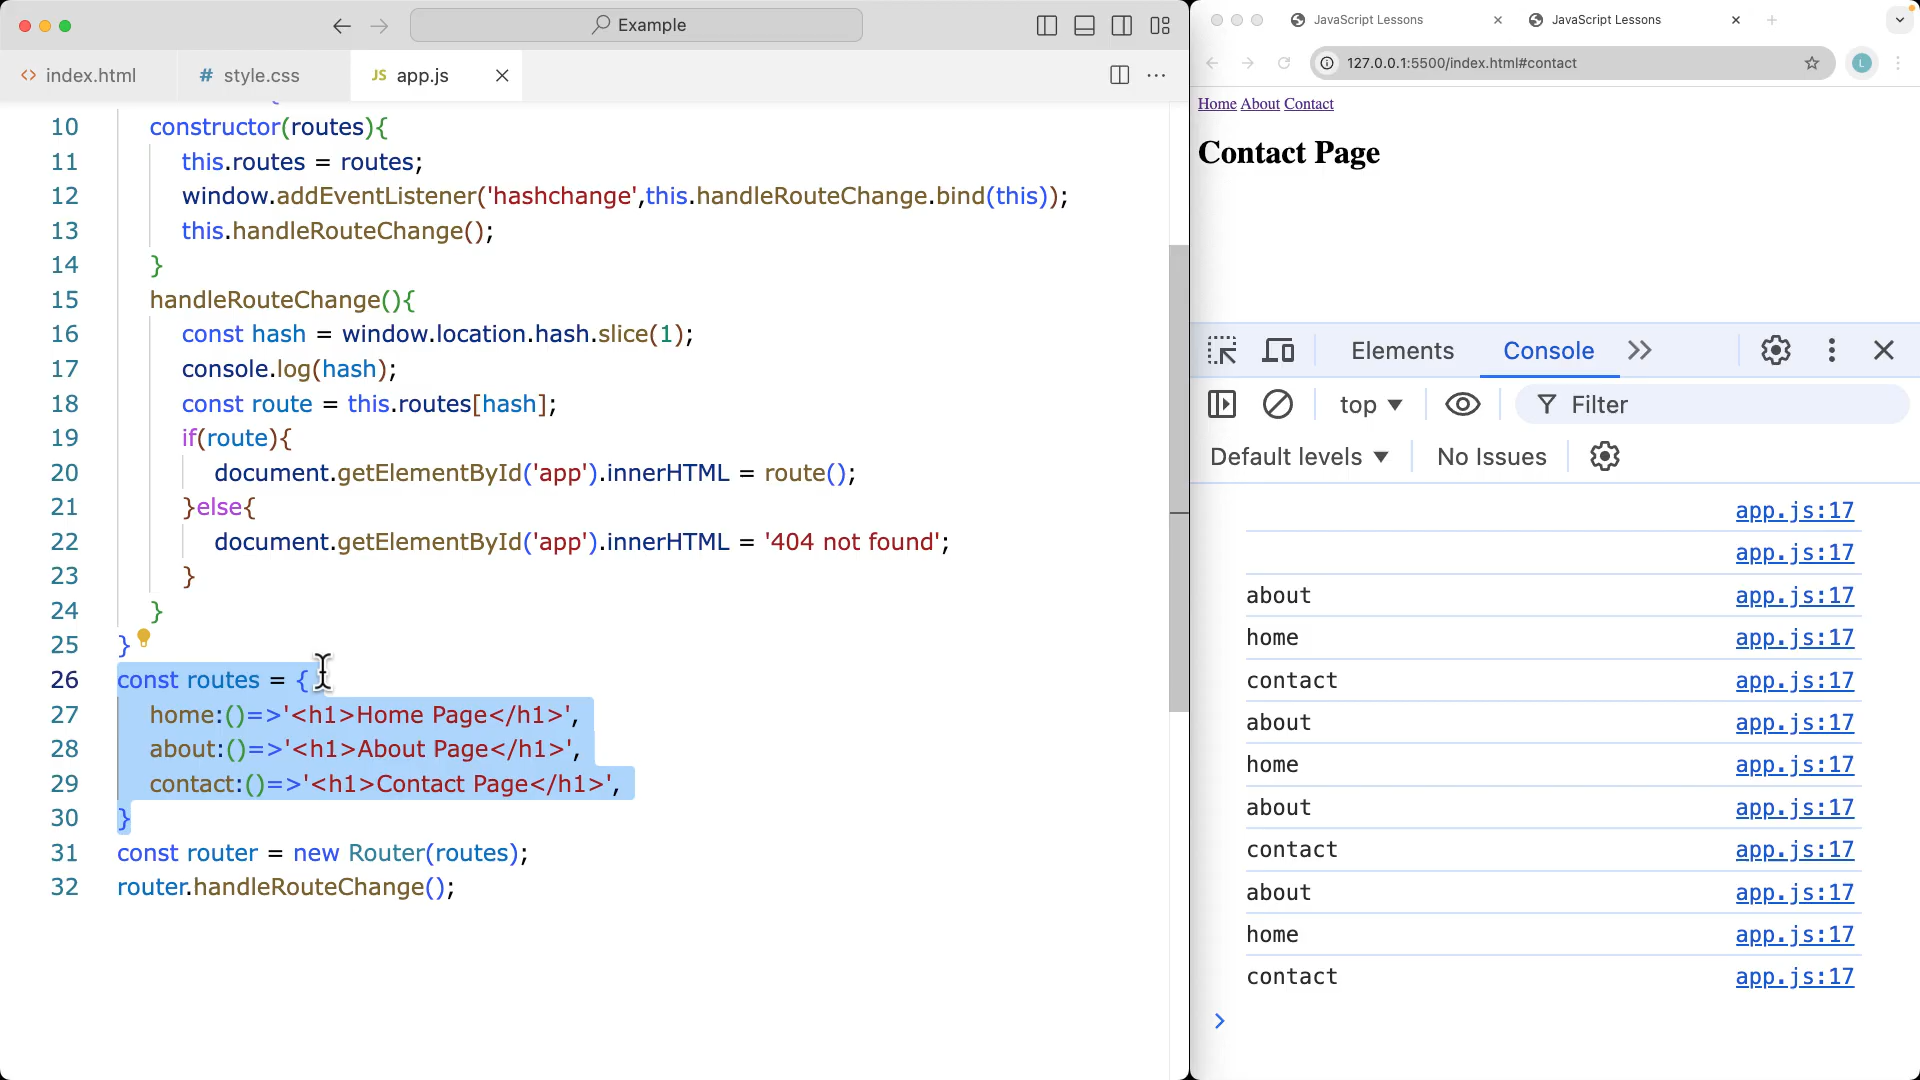 Example
index.html
# style.css
JS app.js
10 constructor(routes){
11 this.routes = routes;
12 window.addEventListener('hashchange',this.handleRouteChange.bind(this));
13 this.handleRouteChange();
14 }
15 handleRouteChange(){
16 const hash = window.location.hash.slice(1);
17 console.log(hash);
18 const route = this.routes[hash];
19 if(route){
20 document.getElementById('app').innerHTML = route();
21 }else{
22 document.getElementById('app').innerHTML = '404 not found';
23 }
24 }
25 }
26 const routes = {
27 home:()=>'<h1>Home Page</h1>',
28 about:()=>'<h1>About Page</h1>',
29 contact:()=>'<h1>Contact Page</h1>',
30 }
31 const router = new Router(routes);
32 router.handleRouteChange();
JavaScript Lessons
JavaScript Lessons
127.0.0.1:5500/index.html#contact
L
Home About Contact
Contact Page
Elements Console
top Filter
Default levels No Issues
app.js:17
app.js:17
about app.js:17
home app.js:17
contact app.js:17
about app.js:17
home app.js:17
about app.js:17
contact app.js:17
about app.js:17
home app.js:17
contact app.js:17